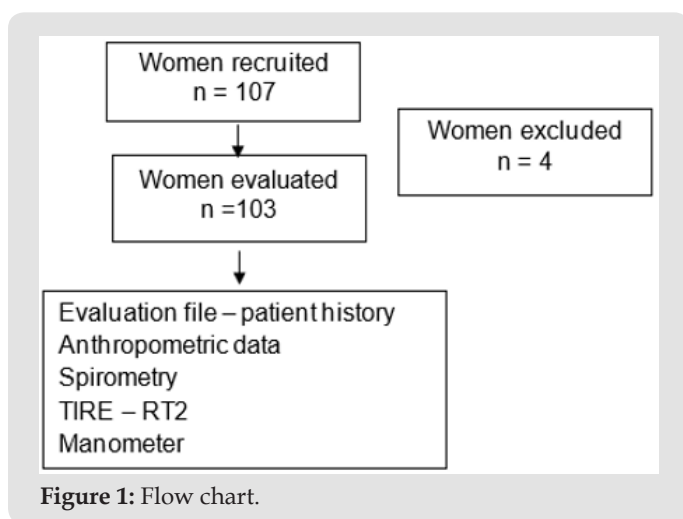 Women recruited
n = 107
Women excluded
n = 4
Women evaluated
n =103
Evaluation file – patient history
Anthropometric data
Spirometry
TIRE – RT2
Manometer
Figure 1: Flow chart.